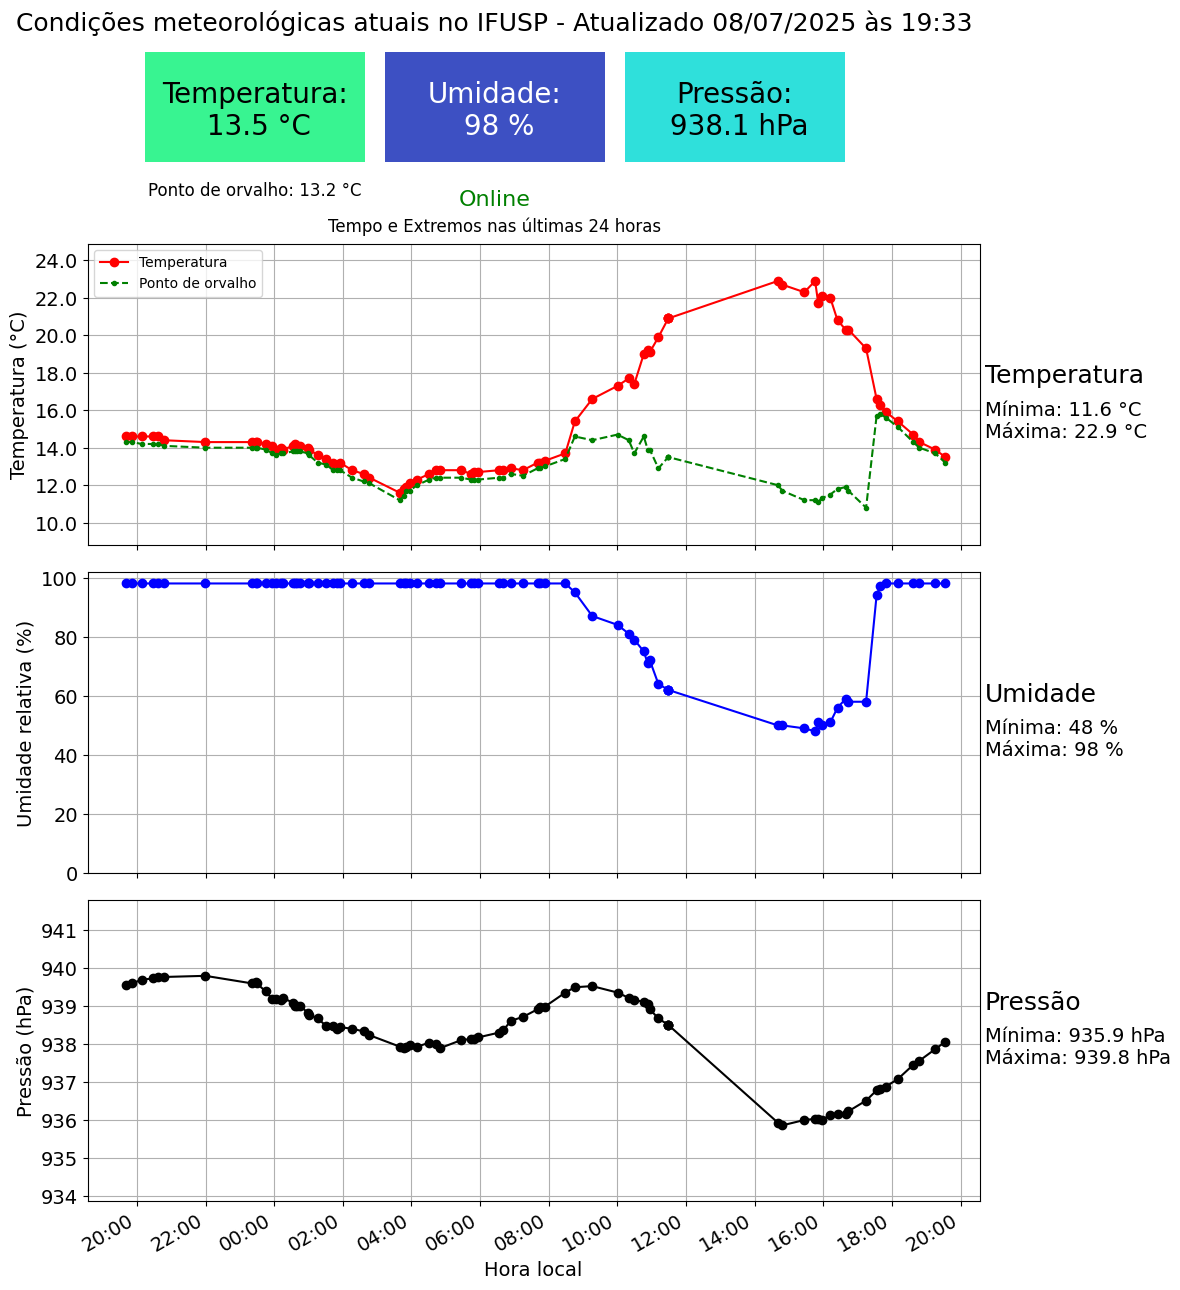 Condições meteorológicas atuais no IFUSP - Atualizado 08/07/2025 às 19:33
Temperatura:
13.5 °C
Umidade:
98 %
Pressão:
938.1 hPa
Ponto de orvalho: 13.2 °C
Online
Tempo e Extremos nas últimas 24 horas
Temperatura
Ponto de orvalho
Temperatura (°C)
24.0
22.0
20.0
18.0
16.0
14.0
12.0
10.0
Temperatura
Mínima: 11.6 °C
Máxima: 22.9 °C
Umidade relativa (%)
100
80
60
40
20
0
Umidade
Mínima: 48 %
Máxima: 98 %
Pressão (hPa)
941
940
939
938
937
936
935
934
Pressão
Mínima: 935.9 hPa
Máxima: 939.8 hPa
20:00
22:00
00:00
02:00
04:00
06:00
08:00
10:00
12:00
14:00
16:00
18:00
20:00
Hora local